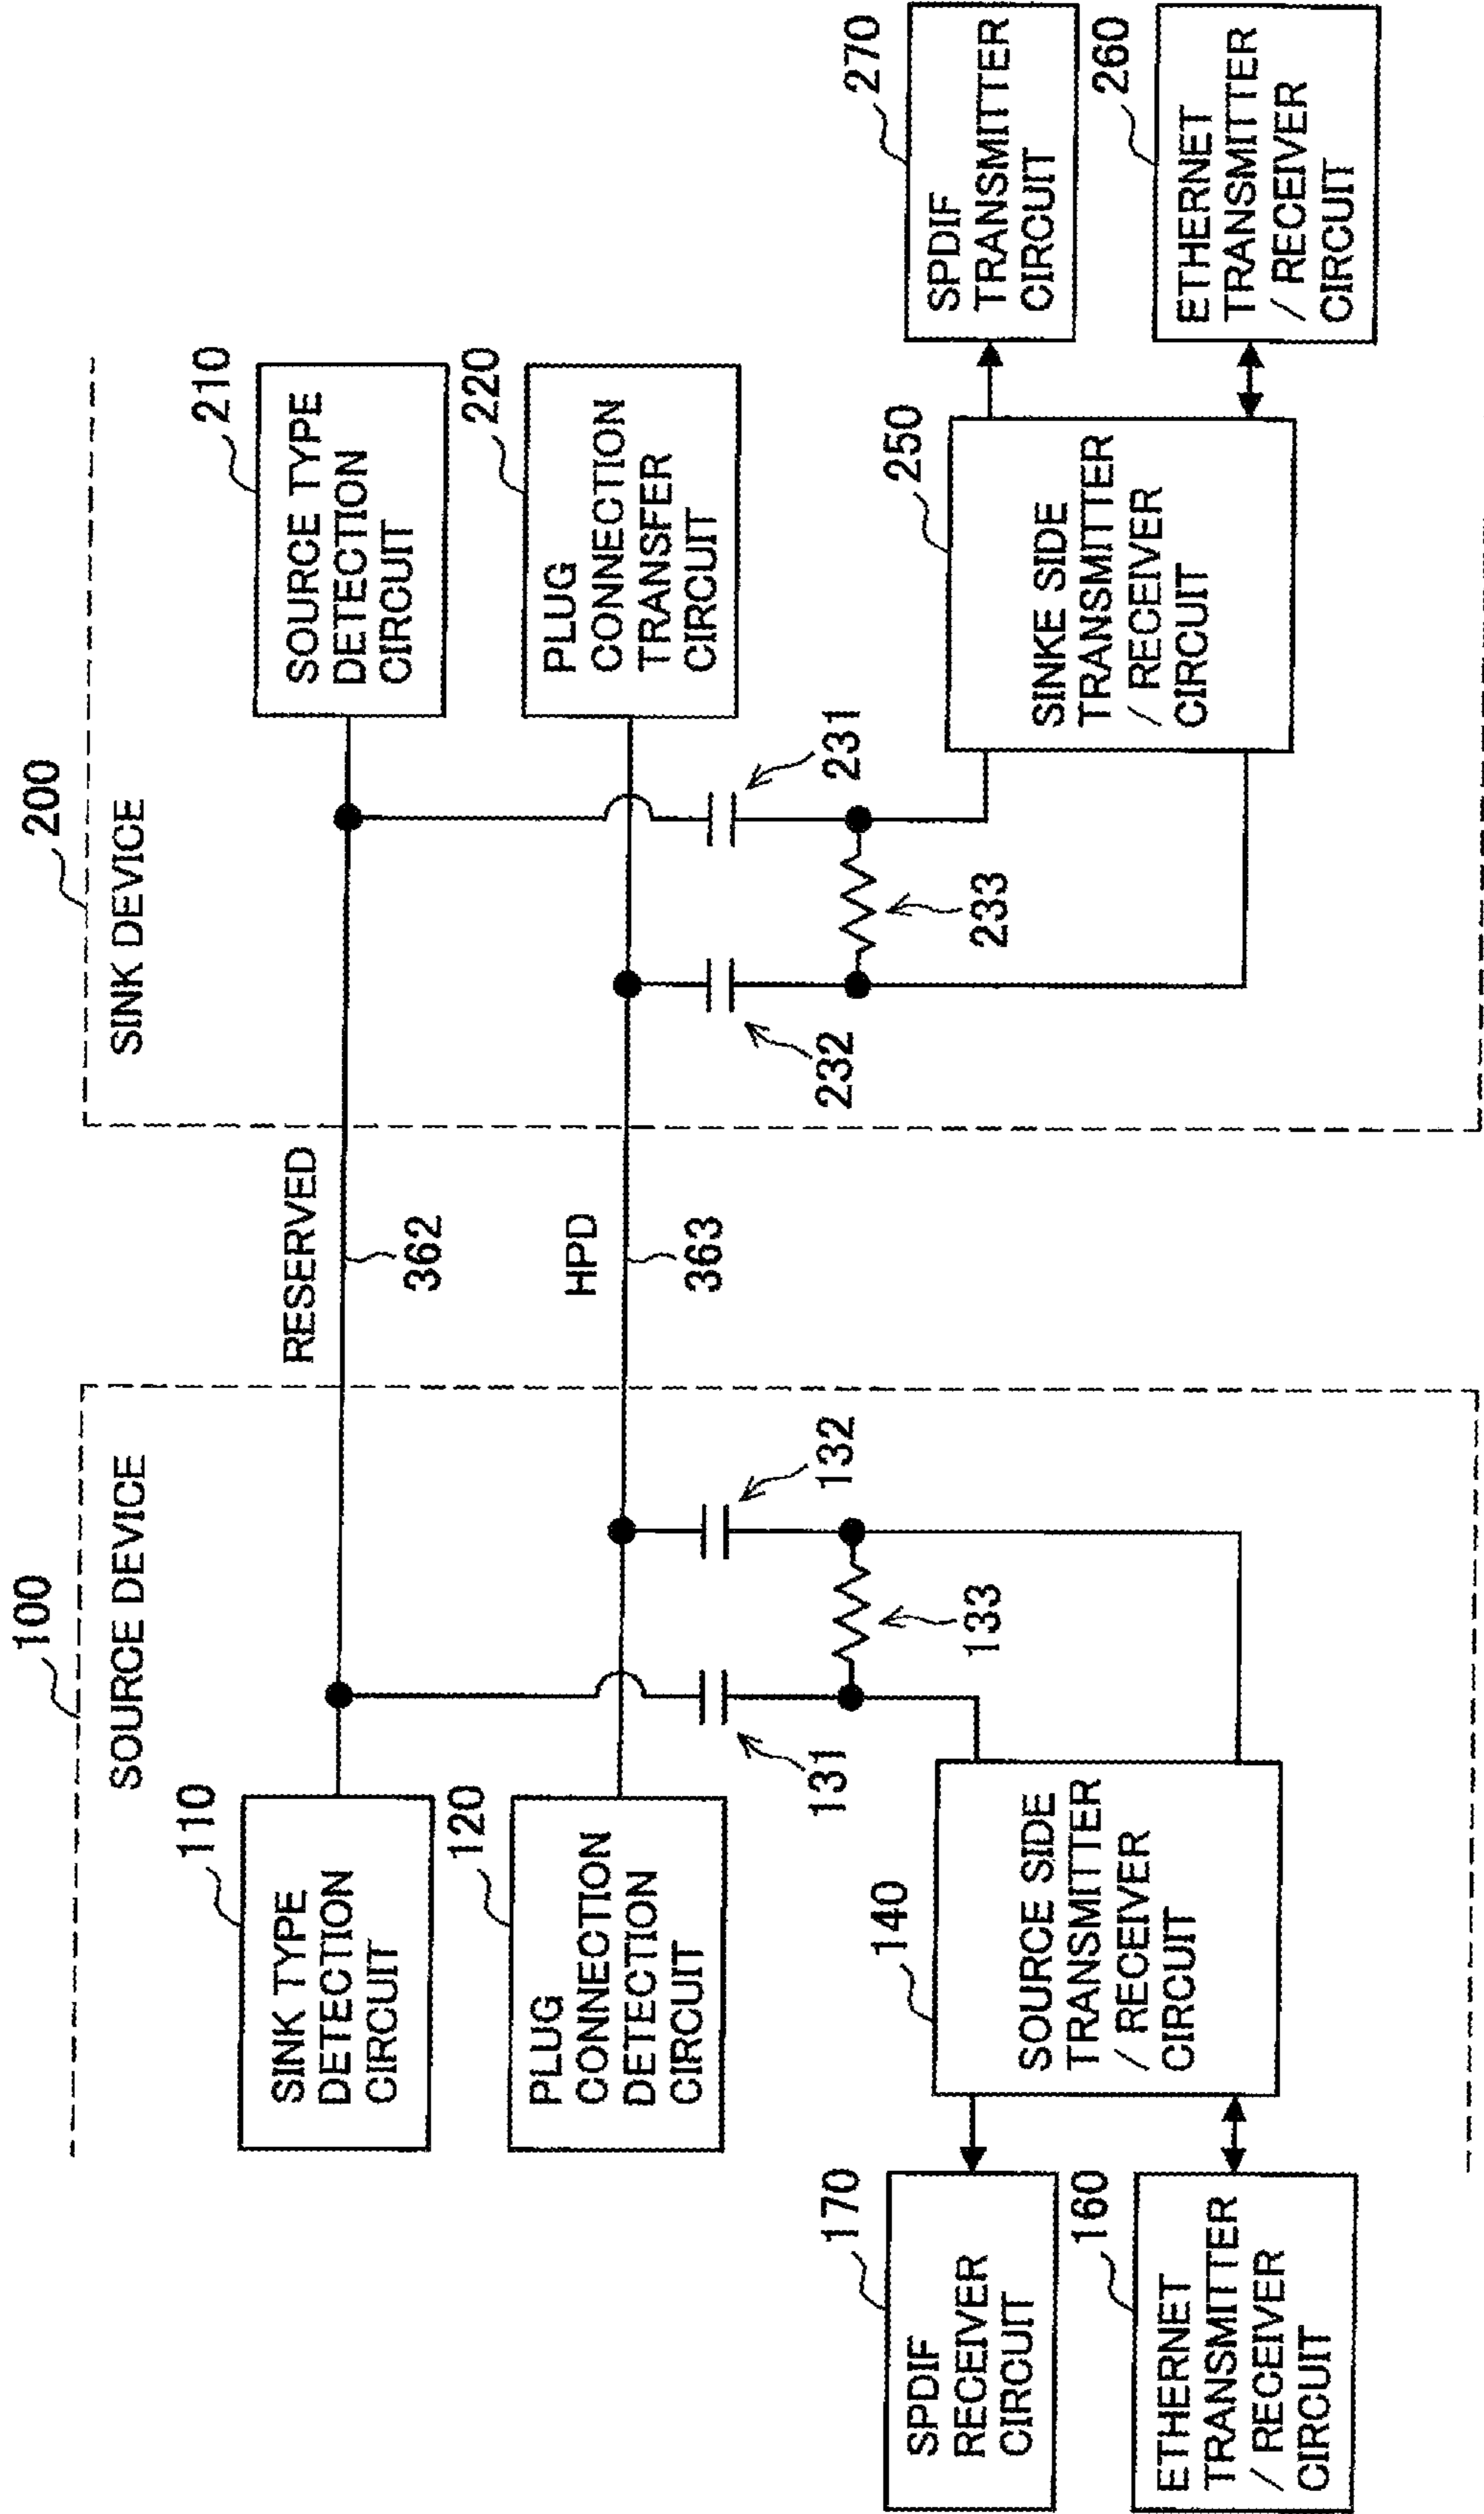 100
SOURCE DEVICE
110
SINK TYPE
DETECTION
CIRCUIT
120
PLUG
CONNECTION
DETECTION
CIRCUIT
131
132
133
140
SOURCE SIDE
TRANSMITTER
/ RECEIVER
CIRCUIT
170
SPDIF
RECEIVER
CIRCUIT
160
ETHERNET
TRANSMITTER
/ RECEIVER
CIRCUIT
RESERVED
362
HPD
363
200
SINK DEVICE
210
SOURCE TYPE
DETECTION
CIRCUIT
220
PLUG
CONNECTION
TRANSFER
CIRCUIT
232
231
233
250
SINKE SIDE
TRANSMITTER
/ RECEIVER
CIRCUIT
270
SPDIF
TRANSMITTER
CIRCUIT
260
ETHERNET
TRANSMITTER
/ RECEIVER
CIRCUIT